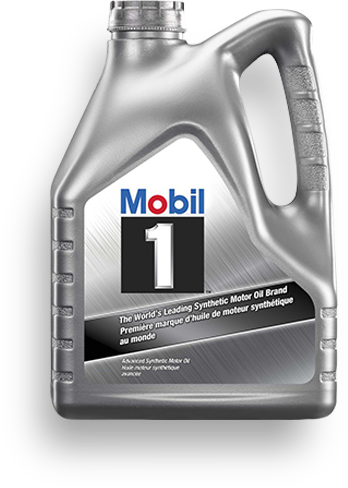 Mobil
1
The World's Leading Synthetic Motor Oil Brand
Première marque d'huile de moteur synthétique
au monde
Advanced Synthetic Motor Oil
Huile moteur synthétique
avancée